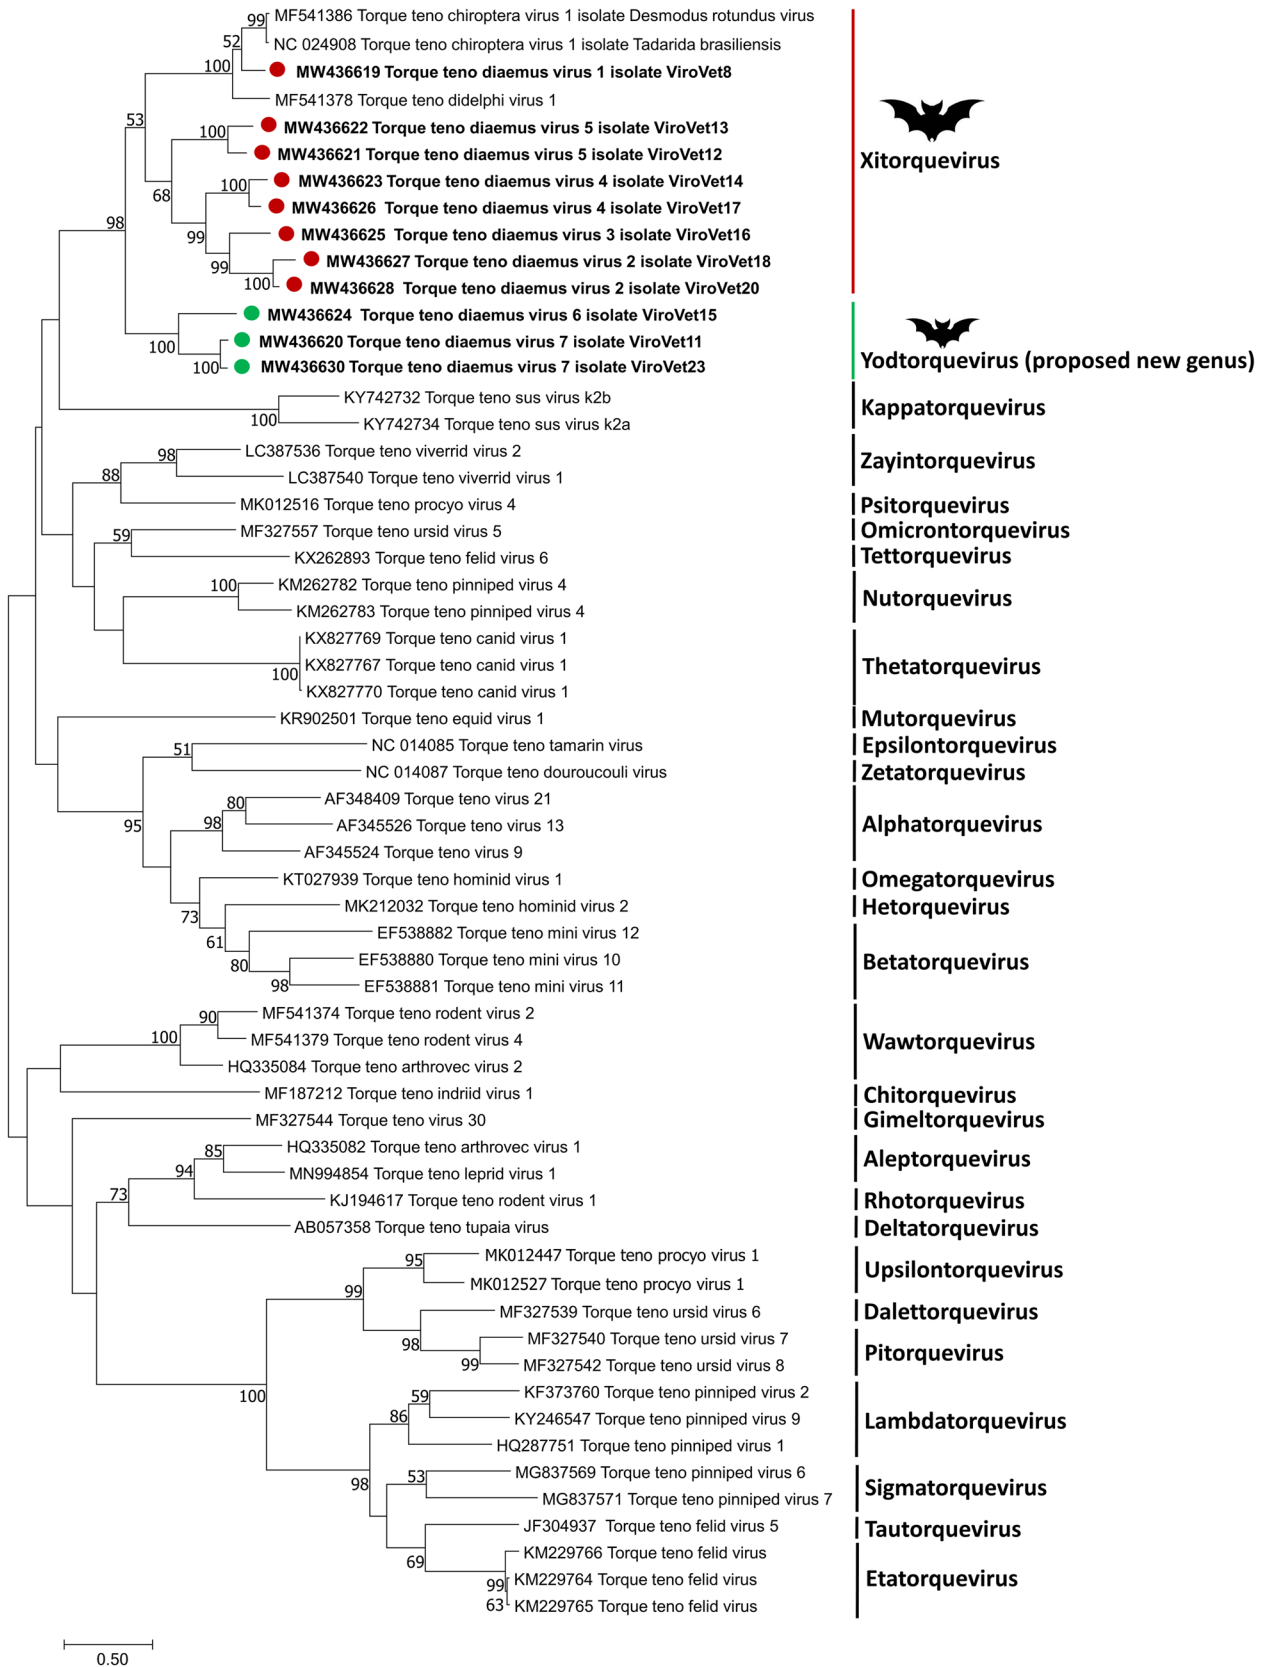 99
MF541386 Torque teno chiroptera virus 1 isolate Desmodus rotundus virus
52
NC 024908 Torque teno chiroptera virus 1 isolate Tadarida brasiliensis
100
MW436619 Torque teno diaemus virus 1 isolate ViroVet8
MF541378 Torque teno didelphi virus 1
53
100
MW436622 Torque teno diaemus virus 5 isolate ViroVet13
MW436621 Torque teno diaemus virus 5 isolate ViroVet12
Xitorquevirus
68
100
MW436623 Torque teno diaemus virus 4 isolate ViroVet14
MW436626 Torque teno diaemus virus 4 isolate ViroVet17
98
99
MW436625 Torque teno diaemus virus 3 isolate ViroVet16
99
MW436627 Torque teno diaemus virus 2 isolate ViroVet18
100
MW436628 Torque teno diaemus virus 2 isolate ViroVet20
MW436624 Torque teno diaemus virus 6 isolate ViroVet15
100
MW436620 Torque teno diaemus virus 7 isolate ViroVet11
100
MW436630 Torque teno diaemus virus 7 isolate ViroVet23
Yodtorquevirus (proposed new genus)
KY742732 Torque teno sus virus k2b
100
KY742734 Torque teno sus virus k2a
Kappatorquevirus
98
LC387536 Torque teno viverrid virus 2
88
LC387540 Torque teno viverrid virus 1
Zayintorquevirus
MK012516 Torque teno procyo virus 4
Psitorquevirus
59
MF327557 Torque teno ursid virus 5
Omicrontorquevirus
KX262893 Torque teno felid virus 6
Tettorquevirus
100
KM262782 Torque teno pinniped virus 4
KM262783 Torque teno pinniped virus 4
Nutorquevirus
KX827769 Torque teno canid virus 1
KX827767 Torque teno canid virus 1
100
KX827770 Torque teno canid virus 1
Thetatorquevirus
KR902501 Torque teno equid virus 1
Mutorquevirus
51
NC 014085 Torque teno tamarin virus
Epsilontorquevirus
NC 014087 Torque teno douroucouli virus
Zetatorquevirus
95
80
AF348409 Torque teno virus 21
98
AF345526 Torque teno virus 13
AF345524 Torque teno virus 9
Alphatorquevirus
KT027939 Torque teno hominid virus 1
Omegatorquevirus
73
MK212032 Torque teno hominid virus 2
Hetorquevirus
61
EF538882 Torque teno mini virus 12
80
EF538880 Torque teno mini virus 10
98
EF538881 Torque teno mini virus 11
Betatorquevirus
90
MF541374 Torque teno rodent virus 2
100
MF541379 Torque teno rodent virus 4
HQ335084 Torque teno arthrovec virus 2
Wawtorquevirus
MF187212 Torque teno indriid virus 1
Chitorquevirus
MF327544 Torque teno virus 30
Gimeltorquevirus
85
HQ335082 Torque teno arthrovec virus 1
94
MN994854 Torque teno leprid virus 1
Aleptorquevirus
73
KJ194617 Torque teno rodent virus 1
Rhotorquevirus
AB057358 Torque teno tupaia virus
Deltatorquevirus
95
MK012447 Torque teno procyo virus 1
99
MK012527 Torque teno procyo virus 1
Upsilontorquevirus
MF327539 Torque teno ursid virus 6
Dalettorquevirus
98
MF327540 Torque teno ursid virus 7
99
MF327542 Torque teno ursid virus 8
Pitorquevirus
100
59
KF373760 Torque teno pinniped virus 2
86
KY246547 Torque teno pinniped virus 9
HQ287751 Torque teno pinniped virus 1
Lambdatorquevirus
98
53
MG837569 Torque teno pinniped virus 6
MG837571 Torque teno pinniped virus 7
Sigmatorquevirus
JF304937 Torque teno felid virus 5
Tautorquevirus
69
KM229766 Torque teno felid virus
99
KM229764 Torque teno felid virus
63
KM229765 Torque teno felid virus
Etatorquevirus
0.50